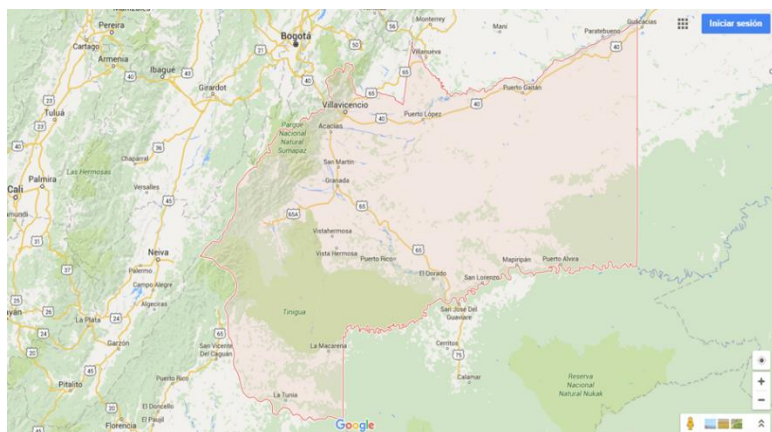 Monterrey
Maní
Guacacias
Pereira
Cartago
Bogotá
Paratebueno
Iniciar sesión
Villanueva
Armenia
Ibague
Girardot
Puerto Gaitán
Villavicencio
Puerto López
Tuluá
Parque
Nacional
Natural
Sumapaz
Acacias
Chaparral
Las Hermosas
San Martín
Granada
Palmira
Versalles
Cali
Vistahermosa
Neiva
Vista Hermosa
Puerto Rico
Mapiripán
Puerto Alvira
Palermo
El Dorado
San Lorenzo
Campo Alegre
Algeciras
Tinigua
San José Del
Guaviare
La Plata
Garzón
San Vicente
Del Caguán
La Macarena
Cerritos
Calamar
Reserva
Nacional
Natural Nukak
Pitalito
Puerto Rico
La Tunia
El Doncello
El Paujil
Florencia
Google